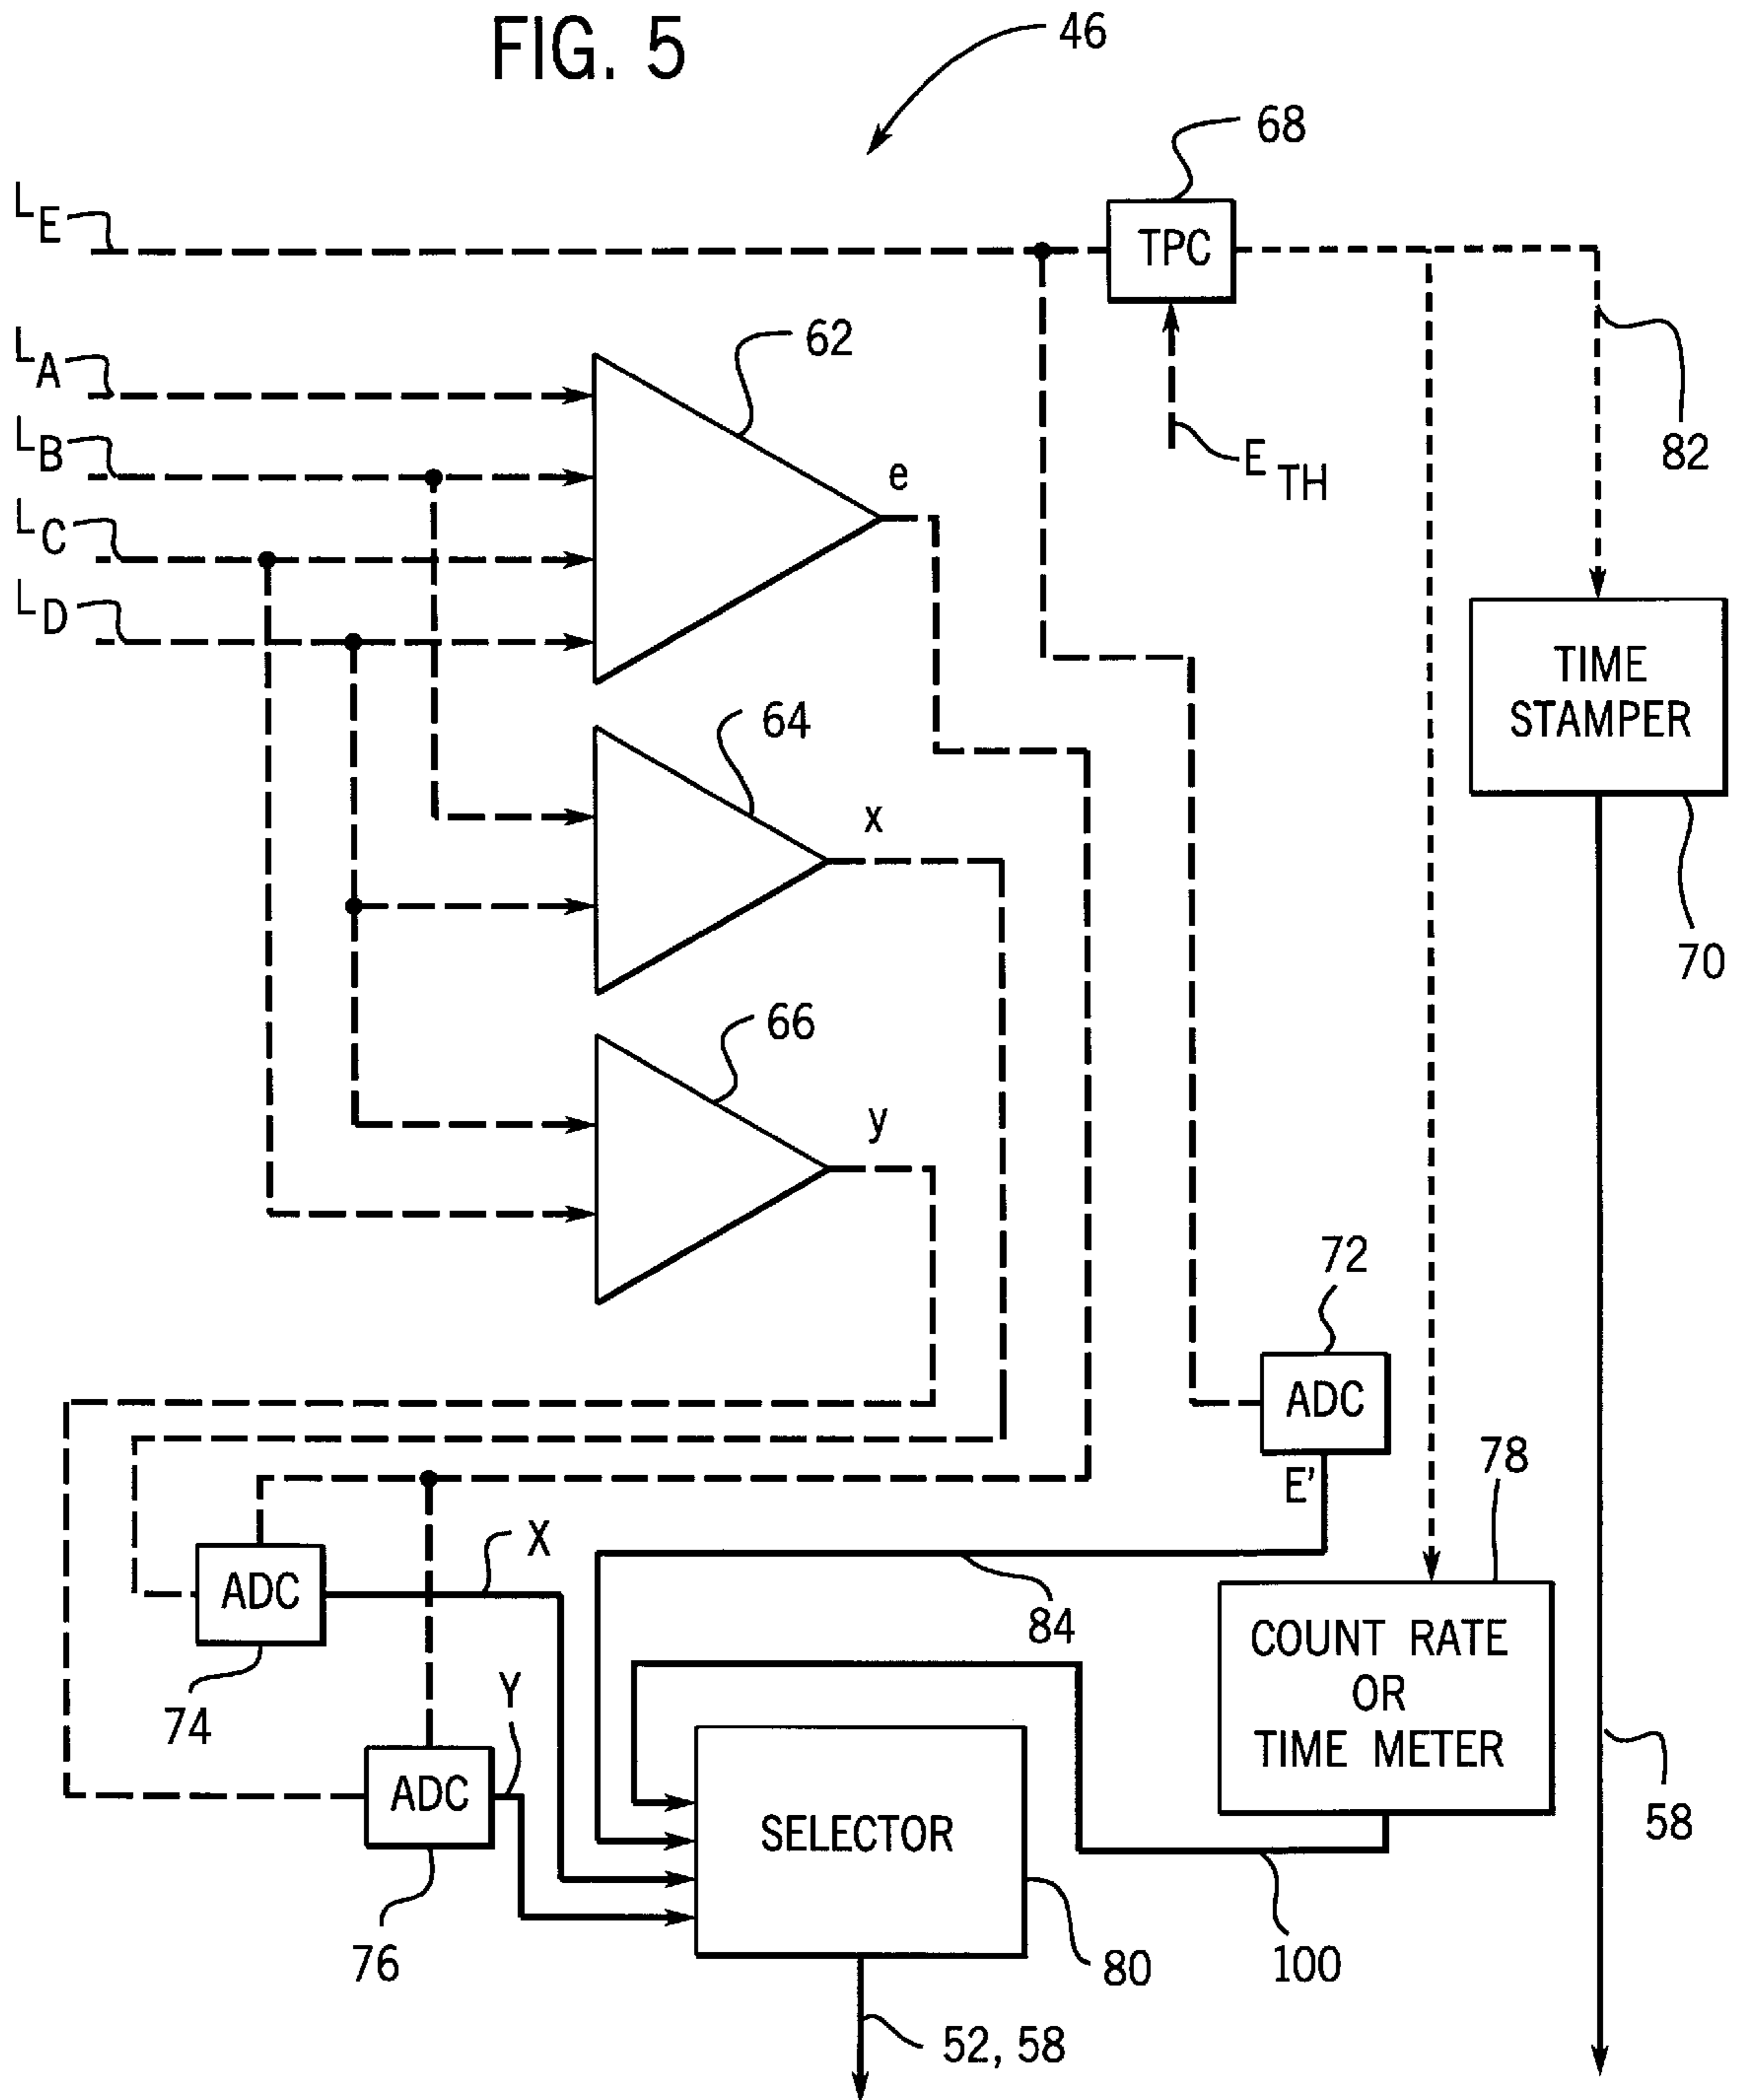 FIG. 5
46
68
LE
TPC
LA
62
LB
ETH
82
e
LC
LD
TIME
STAMPER
64
x
70
66
y
72
ADC
E'
78
X
ADC
84
COUNT RATE
OR
TIME METER
74
Y
ADC
SELECTOR
58
76
80
100
52, 58